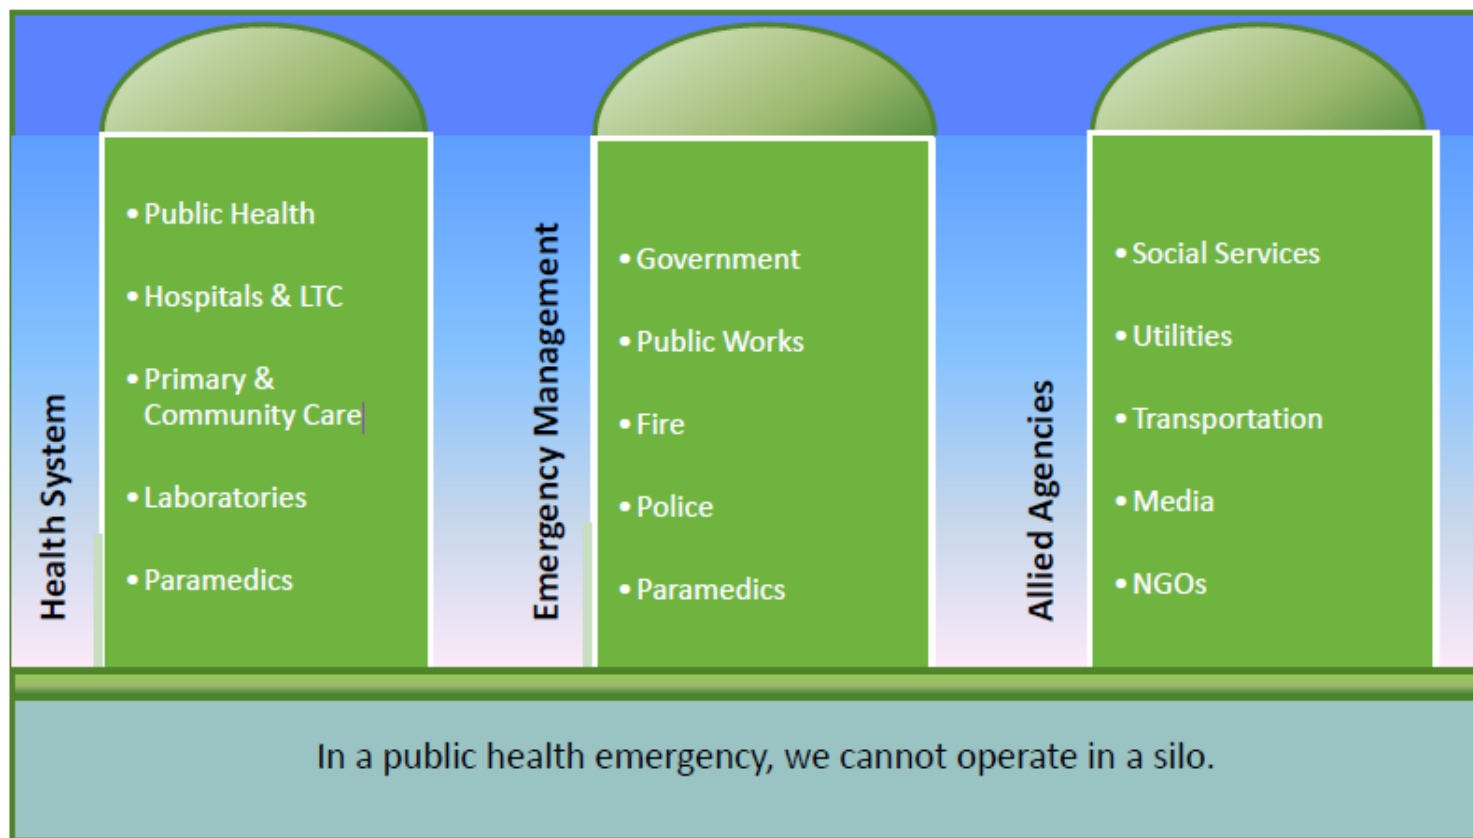 Health System
• Public Health
• Hospitals & LTC
• Primary &
Community Care
• Laboratories
• Paramedics
Emergency Management
• Government
• Public Works
• Fire
• Police
• Paramedics
Allied Agencies
• Social Services
• Utilities
• Transportation
• Media
• NGOs
In a public health emergency, we cannot operate in a silo.